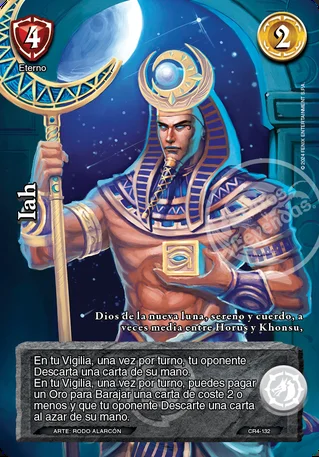 4
2
Eterno
© 2024 FENIX ENTERTAINMENT S.P.A.
Iah
Dios de la nueva luna, sereno y cuerdo, a
veces media entre Horus y Khonsu,
En tu Vigilia, una vez por turno, tu oponente
Descarta una carta de su mano.
En tu Vigilia, una vez por turno, puedes pagar
un Oro para Barajar una carta de coste 2 o
menos y que tu oponente Descarte una carta
al azar de su mano.
ARTE: RODO ALARCÓN
CR4-132